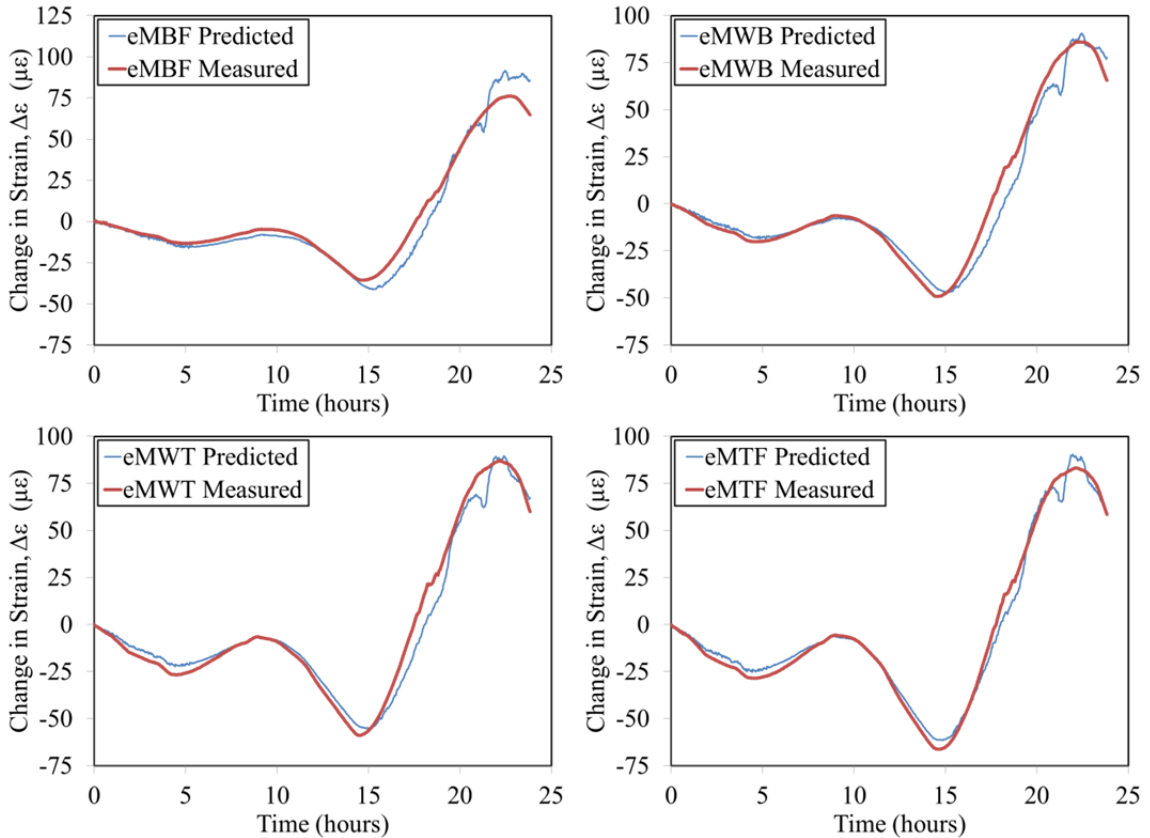 125
100
75
50
25
0
-25
-50
-75
Change in Strain, Δε (με)
eMBF Predicted
eMBF Measured
0 5 10 15 20 25
Time (hours)
100
75
50
25
0
-25
-50
-75
Change in Strain, Δε (με)
eMWB Predicted
eMWB Measured
0 5 10 15 20 25
Time (hours)
100
75
50
25
0
-25
-50
-75
Change in Strain, Δε (με)
eMWT Predicted
eMWT Measured
0 5 10 15 20 25
Time (hours)
100
75
50
25
0
-25
-50
-75
Change in Strain, Δε (με)
eMTF Predicted
eMTF Measured
0 5 10 15 20 25
Time (hours)